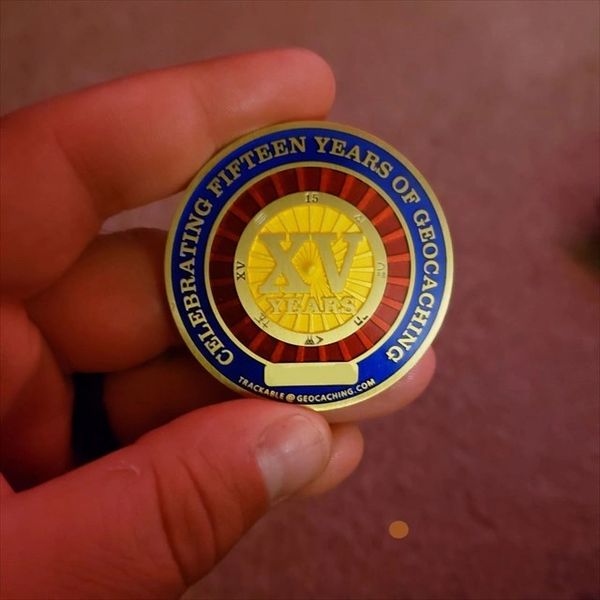 CELEBRATING FIFTEEN YEARS OF GEOCACHING
15
XV
XV
YEARS
TRACKABLE @ GEOCACHING.COM